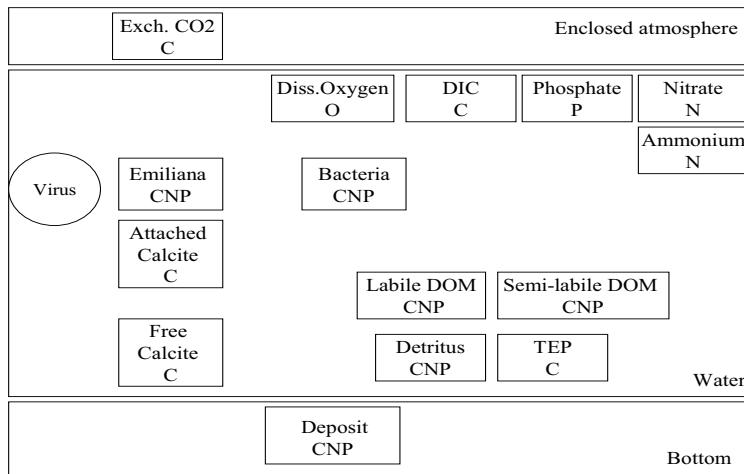 Exch. CO2
C
Enclosed atmosphere
Diss.Oxygen
O
DIC
C
Phosphate
P
Nitrate
N
Ammonium
N
Virus
Emiliana
CNP
Bacteria
CNP
Attached
Calcite
C
Labile DOM
CNP
Semi-labile DOM
CNP
Free
Calcite
C
Detritus
CNP
TEP
C
Water
Deposit
CNP
Bottom